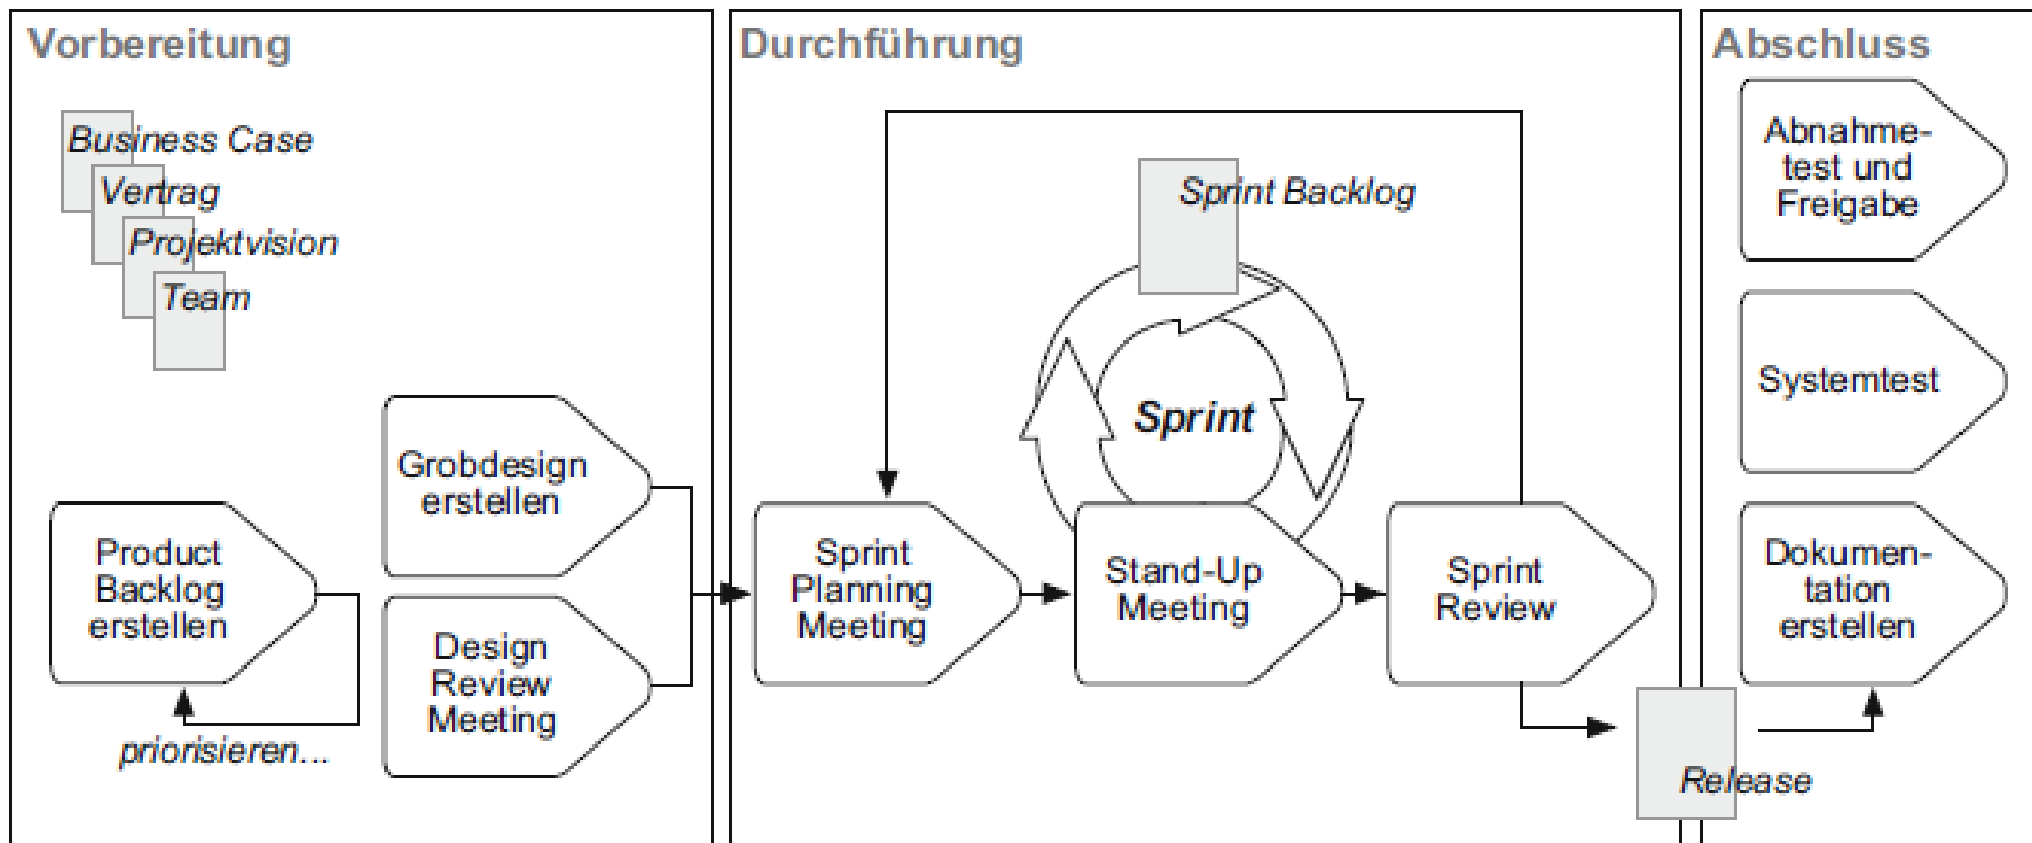 Vorbereitung
Business Case
Vertrag
Projektvision
Team
Grobdesign
erstellen
Product
Backlog
erstellen
Design
Review
Meeting
priorisieren...
Durchführung
Sprint Backlog
Sprint
Sprint
Planning
Meeting
Stand-Up
Meeting
Sprint
Review
Release
Abschluss
Abnahme-
test und
Freigabe
Systemtest
Dokumen-
tation
erstellen